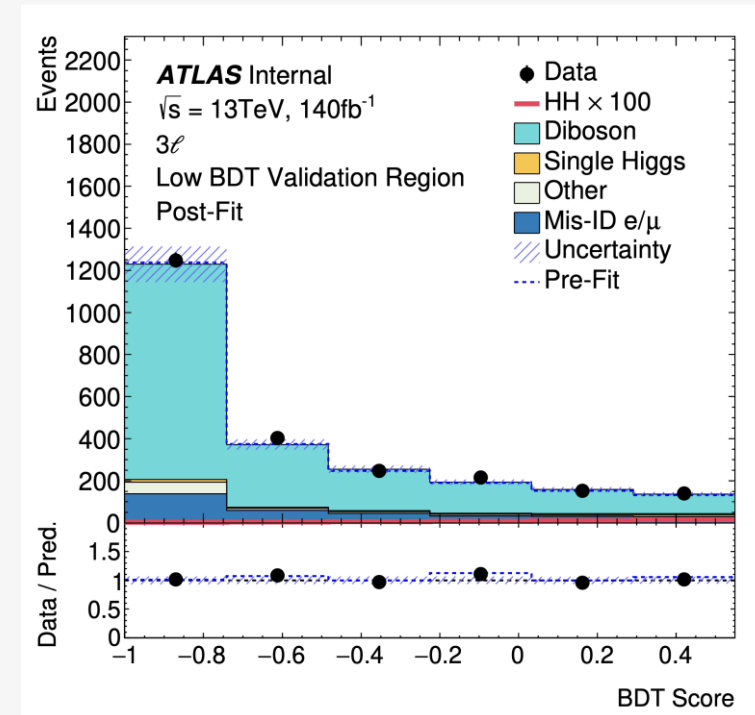 Events
2200
2000
1800
1600
1400
1200
1000
800
600
400
200
0
ATLAS Internal
√s = 13TeV, 140fb⁻¹
3ℓ
Low BDT Validation Region
Post-Fit
Data
HH × 100
Diboson
Single Higgs
Other
Mis-ID e/μ
Uncertainty
Pre-Fit
Data / Pred.
1.5
1
0.5
0
−1 −0.8 −0.6 −0.4 −0.2 0 0.2 0.4
BDT Score